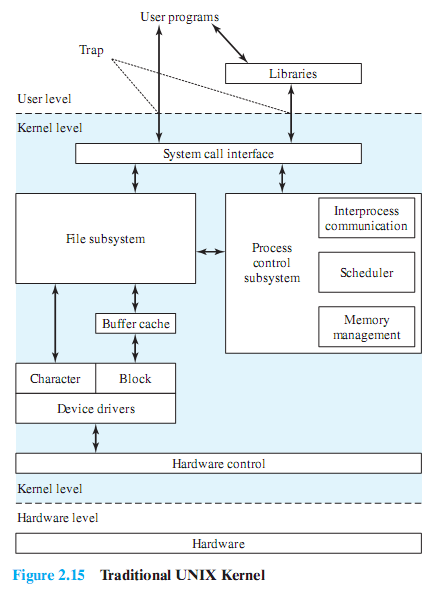 User programs
Trap
Libraries
User level
Kernel level
System call interface
File subsystem
Process
control
subsystem
Interprocess
communication
Scheduler
Memory
management
Buffer cache
Character
Block
Device drivers
Hardware control
Kernel level
Hardware level
Hardware
Figure 2.15 Traditional UNIX Kernel